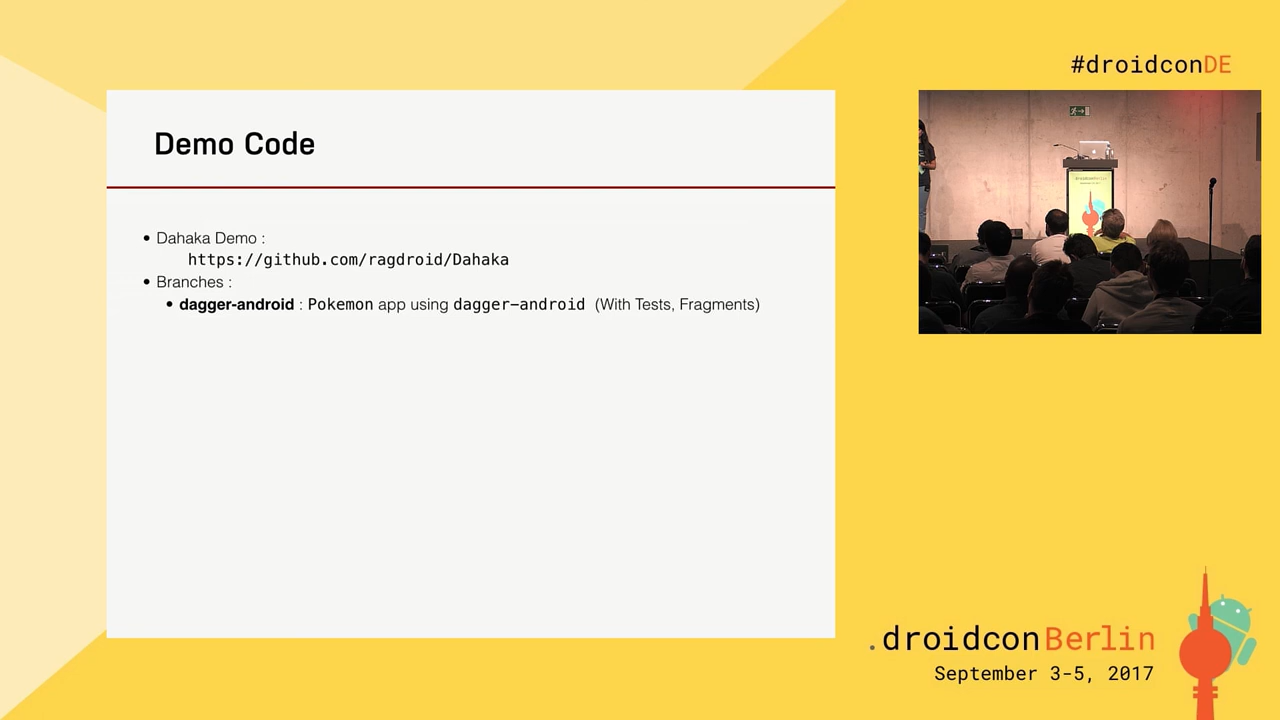 #droidconDE
Demo Code
• Dahaka Demo :
https://github.com/ragdroid/Dahaka
• Branches :
• dagger-android : Pokemon app using dagger-android (With Tests, Fragments)
.droidconBerlin
September 3-5, 2017